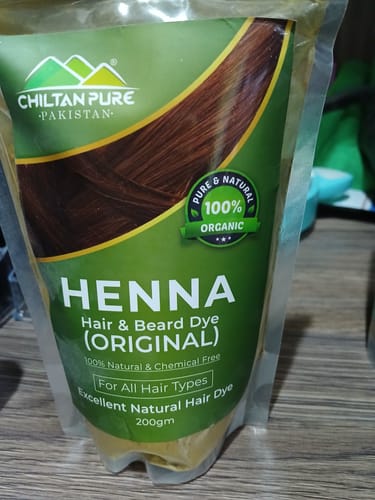 CHILTAN PURE®
·PAKISTAN·
PURE & NATURAL
100%
ORGANIC
HENNA
Hair & Beard Dye
(ORIGINAL)
100% Natural & Chemical Free
For All Hair Types
Excellent Natural Hair Dye
200gm